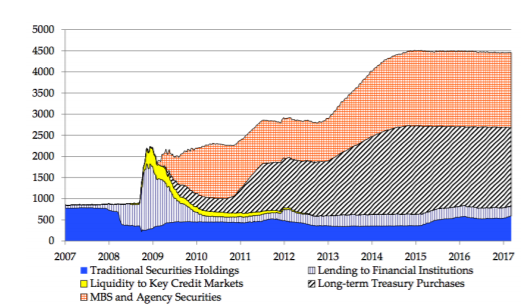 5000
4500
4000
3500
3000
2500
2000
1500
1000
500
0
2007 2008 2009 2010 2011 2012 2013 2014 2015 2016 2017
Traditional Securities Holdings Lending to Financial Institutions
Liquidity to Key Credit Markets Long-term Treasury Purchases
MBS and Agency Securities